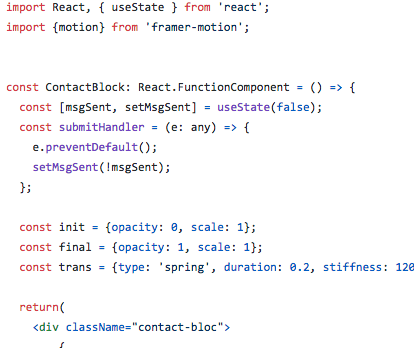 import React, { useState } from 'react';
import {motion} from 'framer-motion';
const ContactBlock: React.FunctionComponent = () => {
const [msgSent, setMsgSent] = useState(false);
const submitHandler = (e: any) => {
e.preventDefault();
setMsgSent(!msgSent);
};
const init = {opacity: 0, scale: 1};
const final = {opacity: 1, scale: 1};
const trans = {type: 'spring', duration: 0.2, stiffness: 120
return(
<div className="contact-bloc">
{